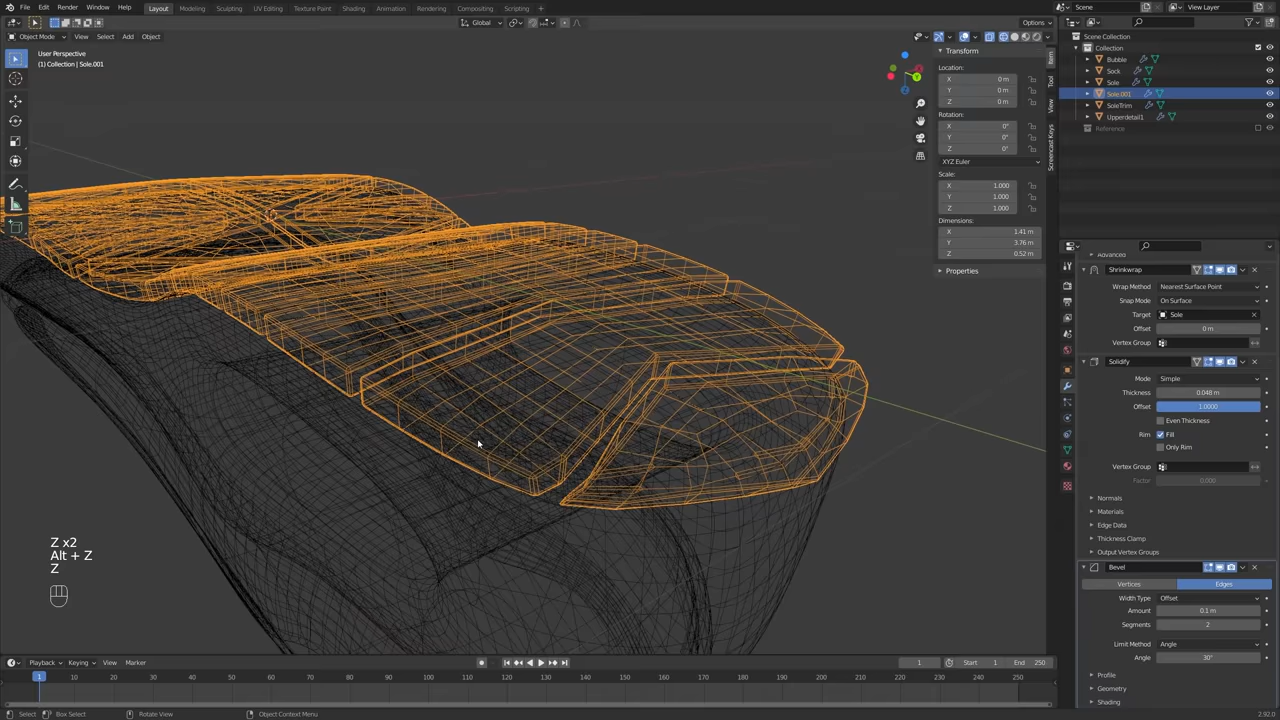 File Edit Render Window Help Layout Modeling Sculpting UV Editing Texture Paint Shading Animation Rendering Compositing Scripting + Scene View Layer
Global Options
Object Mode View Select Add Object
User Perspective
(1) Collection | Sole.001
Scene Collection
Collection
Bubble
Sock
Sole
Sole.001
SoleTrim
Upperdetail1
Reference
Transform
Location:
X 0 m
Y 0 m
Z 0 m
Rotation:
X 0°
Y 0°
Z 0°
XYZ Euler
Scale:
X 1.000
Y 1.000
Z 1.000
Dimensions:
X 1.41 m
Y 3.76 m
Z 0.52 m
Properties
Item
Tool
View
Screencast Keys
Advanced
Shrinkwrap
Wrap Method Nearest Surface Point
Snap Mode On Surface
Target Sole
Offset 0 m
Vertex Group
Solidify
Mode Simple
Thickness 0.048 m
Offset 1.0000
Even Thickness
Rim Fill
Only Rim
Vertex Group
Factor 0.000
Normals
Materials
Edge Data
Thickness Clamp
Output Vertex Groups
Bevel
Vertices Edges
Width Type Offset
Amount 0.1 m
Segments 2
Limit Method Angle
Angle 30°
Profile
Geometry
Shading
Z x2
Alt + Z
Z
Playback Keying View Marker 1 Start 1 End 250
1 10 20 30 40 50 60 70 80 90 100 110 120 130 140 150 160 170 180 190 200 210 220 230 240 250
Select Box Select Rotate View Object Context Menu 2.92.0